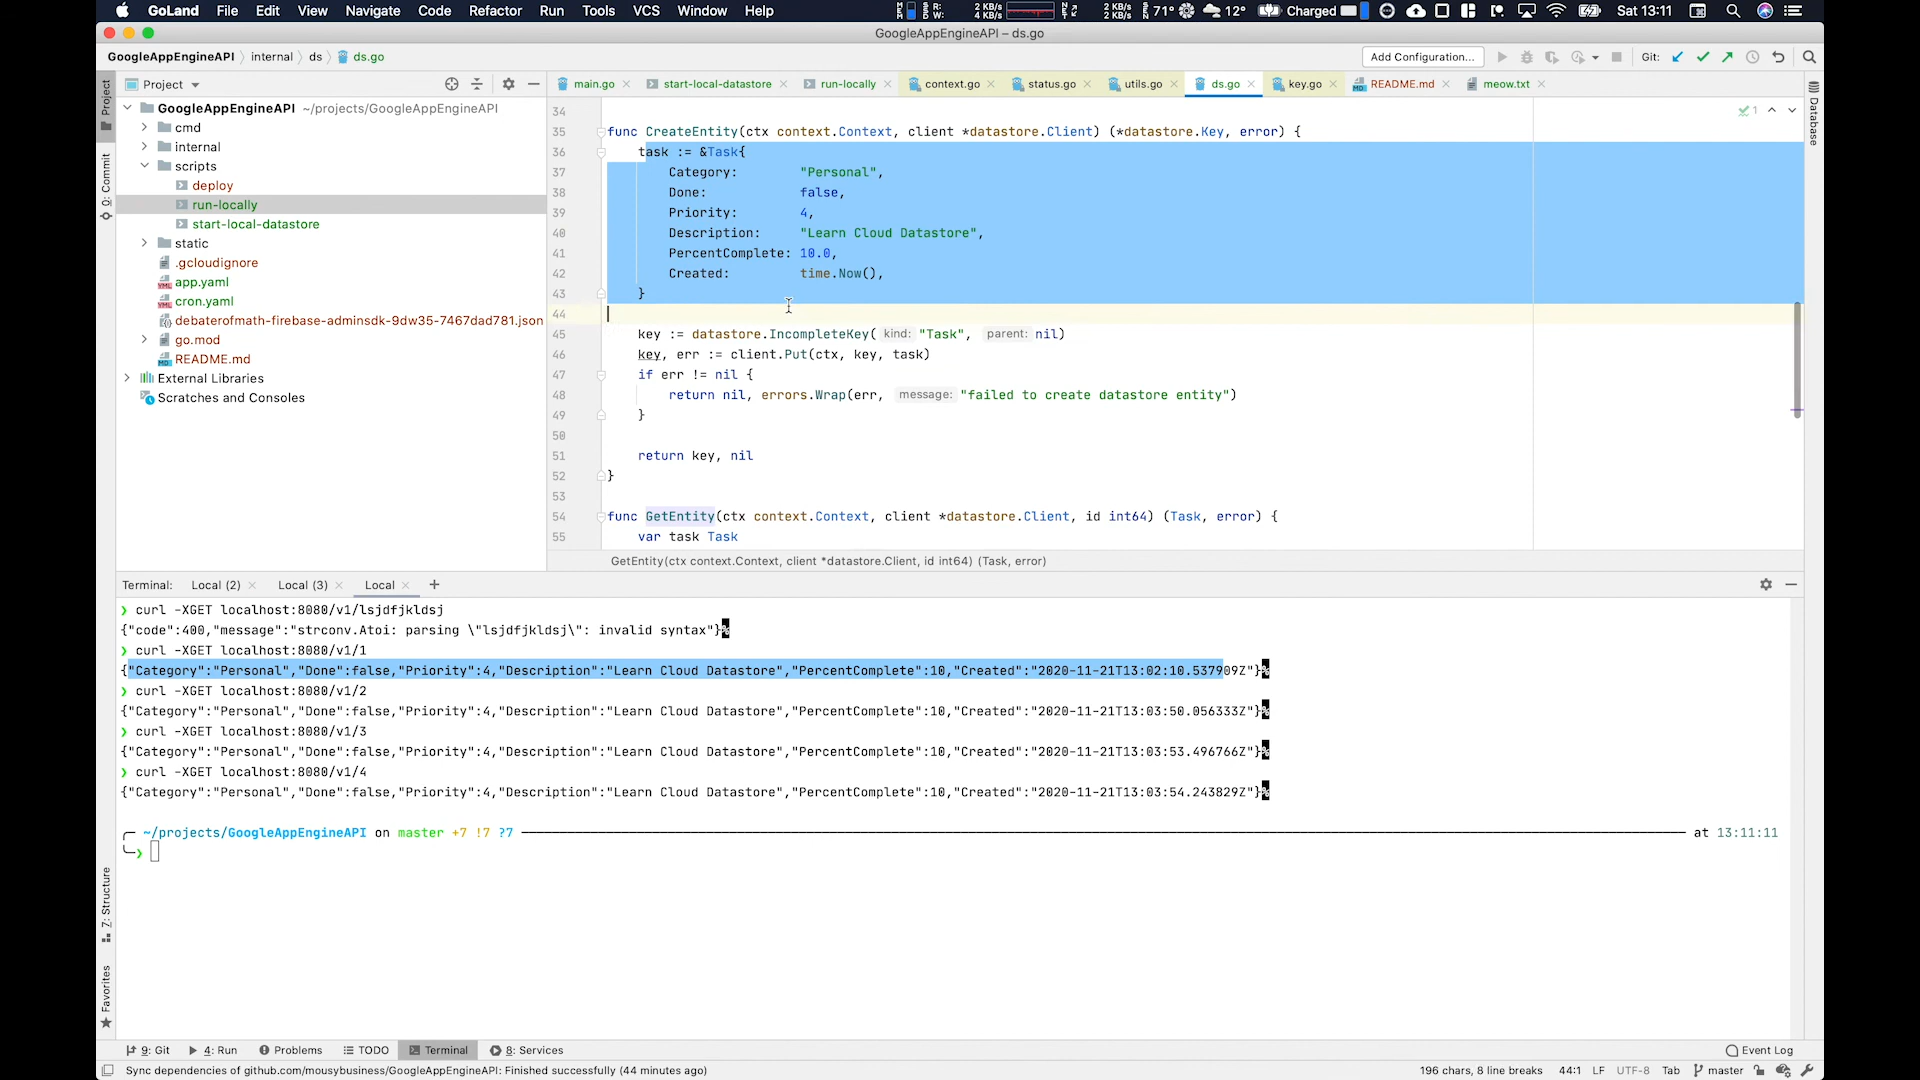 GoLand File Edit View Navigate Code Refactor Run Tools VCS Window Help
R: W: 2 KB/s 4 KB/s 2 KB/s 2 KB/s 71° 12° Charged Sat 13:11
GoogleAppEngineAPI – ds.go
GoogleAppEngineAPI internal ds ds.go Add Configuration... Git:
Project main.go start-local-datastore run-locally context.go status.go utils.go ds.go key.go README.md meow.txt
Project
0: Commit
7: Structure
Favorites
Database
GoogleAppEngineAPI ~/projects/GoogleAppEngineAPI
cmd
internal
scripts
deploy
run-locally
start-local-datastore
static
.gcloudignore
app.yaml
cron.yaml
debaterofmath-firebase-adminsdk-9dw35-7467dad781.json
go.mod
README.md
External Libraries
Scratches and Consoles
1
34
35 func CreateEntity(ctx context.Context, client *datastore.Client) (*datastore.Key, error) {
36 task := &Task{
37 Category: "Personal",
38 Done: false,
39 Priority: 4,
40 Description: "Learn Cloud Datastore",
41 PercentComplete: 10.0,
42 Created: time.Now(),
43 }
44
45 key := datastore.IncompleteKey( kind: "Task", parent: nil)
46 key, err := client.Put(ctx, key, task)
47 if err != nil {
48 return nil, errors.Wrap(err, message: "failed to create datastore entity")
49 }
50
51 return key, nil
52 }
53
54 func GetEntity(ctx context.Context, client *datastore.Client, id int64) (Task, error) {
55 var task Task
GetEntity(ctx context.Context, client *datastore.Client, id int64) (Task, error)
Terminal: Local (2) Local (3) Local
❯ curl -XGET localhost:8080/v1/lsjdfjkldsj
{"code":400,"message":"strconv.Atoi: parsing \"lsjdfjkldsj\": invalid syntax"}%
❯ curl -XGET localhost:8080/v1/1
{"Category":"Personal","Done":false,"Priority":4,"Description":"Learn Cloud Datastore","PercentComplete":10,"Created":"2020-11-21T13:02:10.537909Z"}%
❯ curl -XGET localhost:8080/v1/2
{"Category":"Personal","Done":false,"Priority":4,"Description":"Learn Cloud Datastore","PercentComplete":10,"Created":"2020-11-21T13:03:50.056333Z"}%
❯ curl -XGET localhost:8080/v1/3
{"Category":"Personal","Done":false,"Priority":4,"Description":"Learn Cloud Datastore","PercentComplete":10,"Created":"2020-11-21T13:03:53.496766Z"}%
❯ curl -XGET localhost:8080/v1/4
{"Category":"Personal","Done":false,"Priority":4,"Description":"Learn Cloud Datastore","PercentComplete":10,"Created":"2020-11-21T13:03:54.243829Z"}%
~/projects/GoogleAppEngineAPI on master +7 !7 ?7 at 13:11:11
❯
9: Git 4: Run Problems TODO Terminal 8: Services Event Log
Sync dependencies of github.com/mousybusiness/GoogleAppEngineAPI: Finished successfully (44 minutes ago) 196 chars, 8 line breaks 44:1 LF UTF-8 Tab master